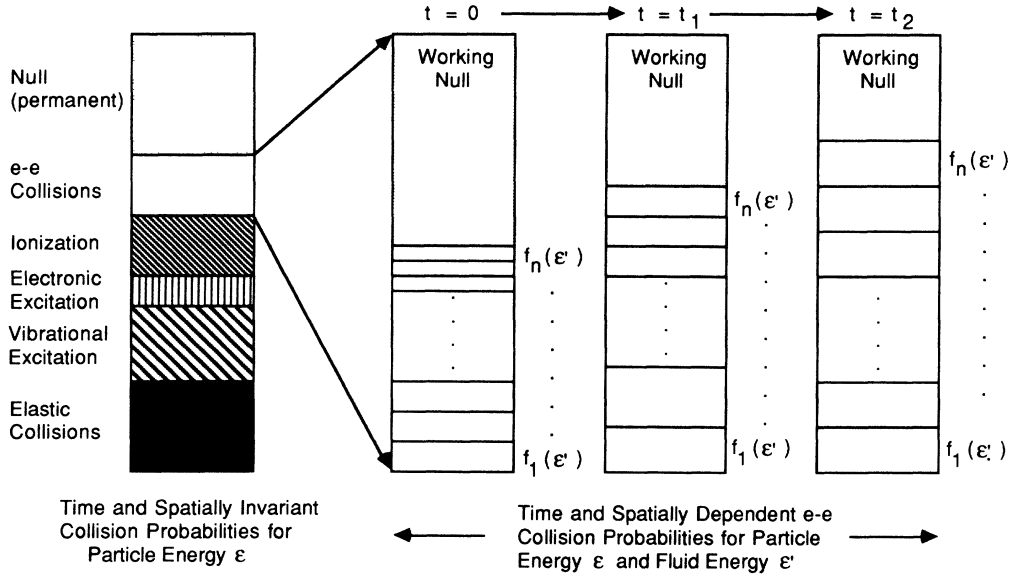 t = 0
t = t1
t = t2
Null
(permanent)
e-e
Collisions
Ionization
Electronic
Excitation
Vibrational
Excitation
Elastic
Collisions
Working
Null
fn(ε')
f1(ε')
Working
Null
fn(ε')
f1(ε')
Working
Null
fn(ε')
f1(ε')
Time and Spatially Invariant
Collision Probabilities for
Particle Energy ε
Time and Spatially Dependent e-e
Collision Probabilities for Particle
Energy ε and Fluid Energy ε'